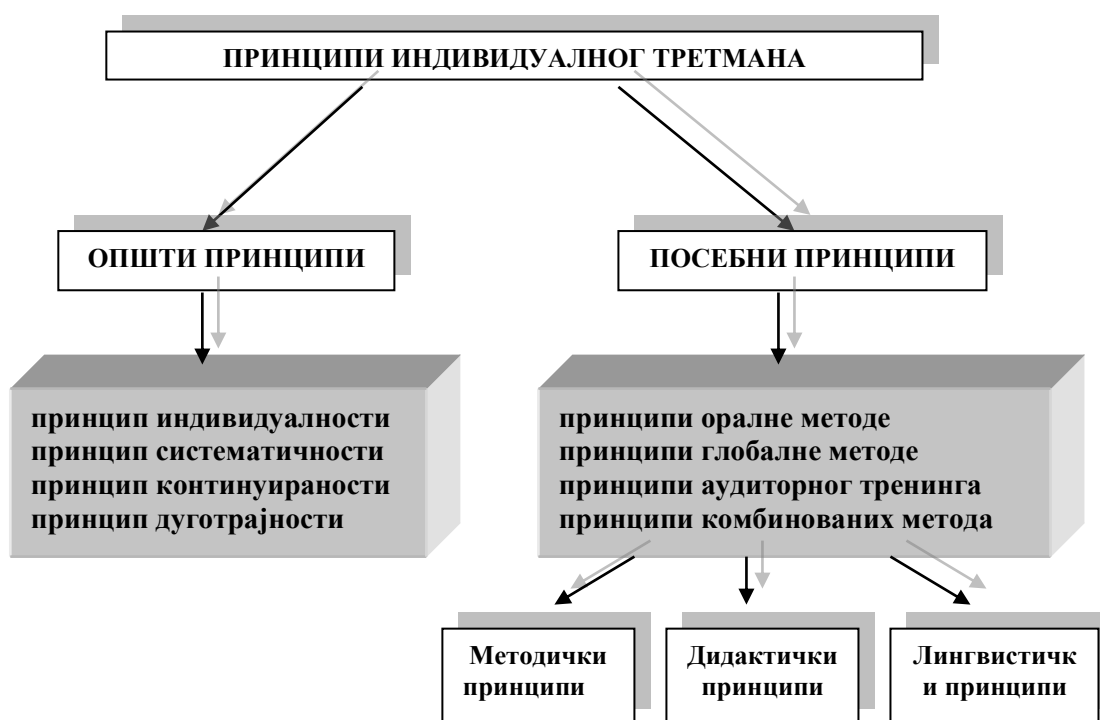 ПРИНЦИПИ ИНДИВИДУАЛНОГ ТРЕТМАНА
ОПШТИ ПРИНЦИПИ
ПОСЕБНИ ПРИНЦИПИ
принцип индивидуалности
принцип систематичности
принцип континуираности
принцип дуготрајности
принципи оралне методе
принципи глобалне методе
принципи аудиторног тренинга
принципи комбинованих метода
Методички
принципи
Дидактички
принципи
Лингвистичк
и принципи